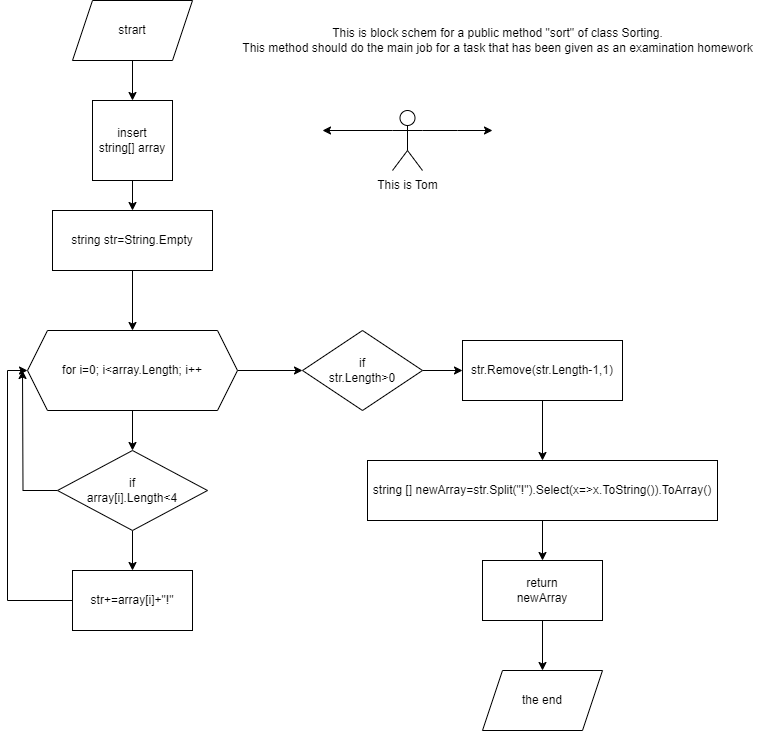 strart
This is block schem for a public method "sort" of class Sorting.
This method should do the main job for a task that has been given as an examination homework
insert
string[] array
This is Tom
string str=String.Empty
for i=0; i<array.Length; i++
if
str.Length>0
str.Remove(str.Length-1,1)
if
array[i].Length<4
string [] newArray=str.Split("!").Select(x=>x.ToString()).ToArray()
str+=array[i]+"!"
return
newArray
the end